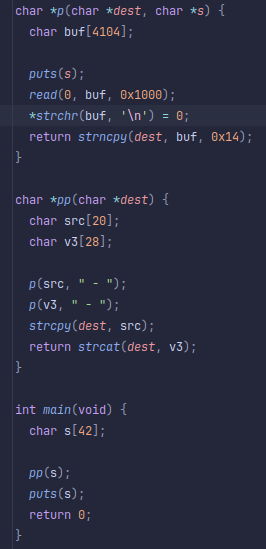 char *p(char *dest, char *s) {
  char buf[4104];

  puts(s);
  read(0, buf, 0x1000);
  *strchr(buf, '\n') = 0;
  return strncpy(dest, buf, 0x14);
}

char *pp(char *dest) {
  char src[20];
  char v3[28];

  p(src, " - ");
  p(v3, " - ");
  strcpy(dest, src);
  return strcat(dest, v3);
}

int main(void) {
  char s[42];

  pp(s);
  puts(s);
  return 0;
}